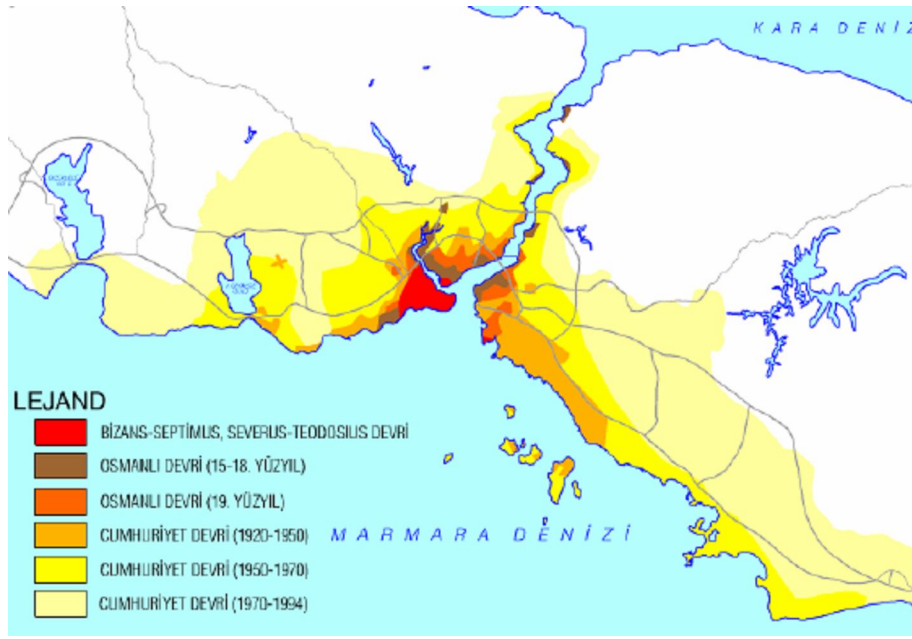 KARA DENİZ
LEJAND
BİZANS-SEPTİMUS, SEVERUS-TEODOSIUS DEVRİ
OSMANLI DEVRİ (15-18. YÜZYIL)
OSMANLI DEVRİ (19. YÜZYIL)
CUMHURİYET DEVRİ (1920-1950)
MARMARA DENİZİ
CUMHURİYET DEVRİ (1950-1970)
CUMHURİYET DEVRİ (1970-1994)